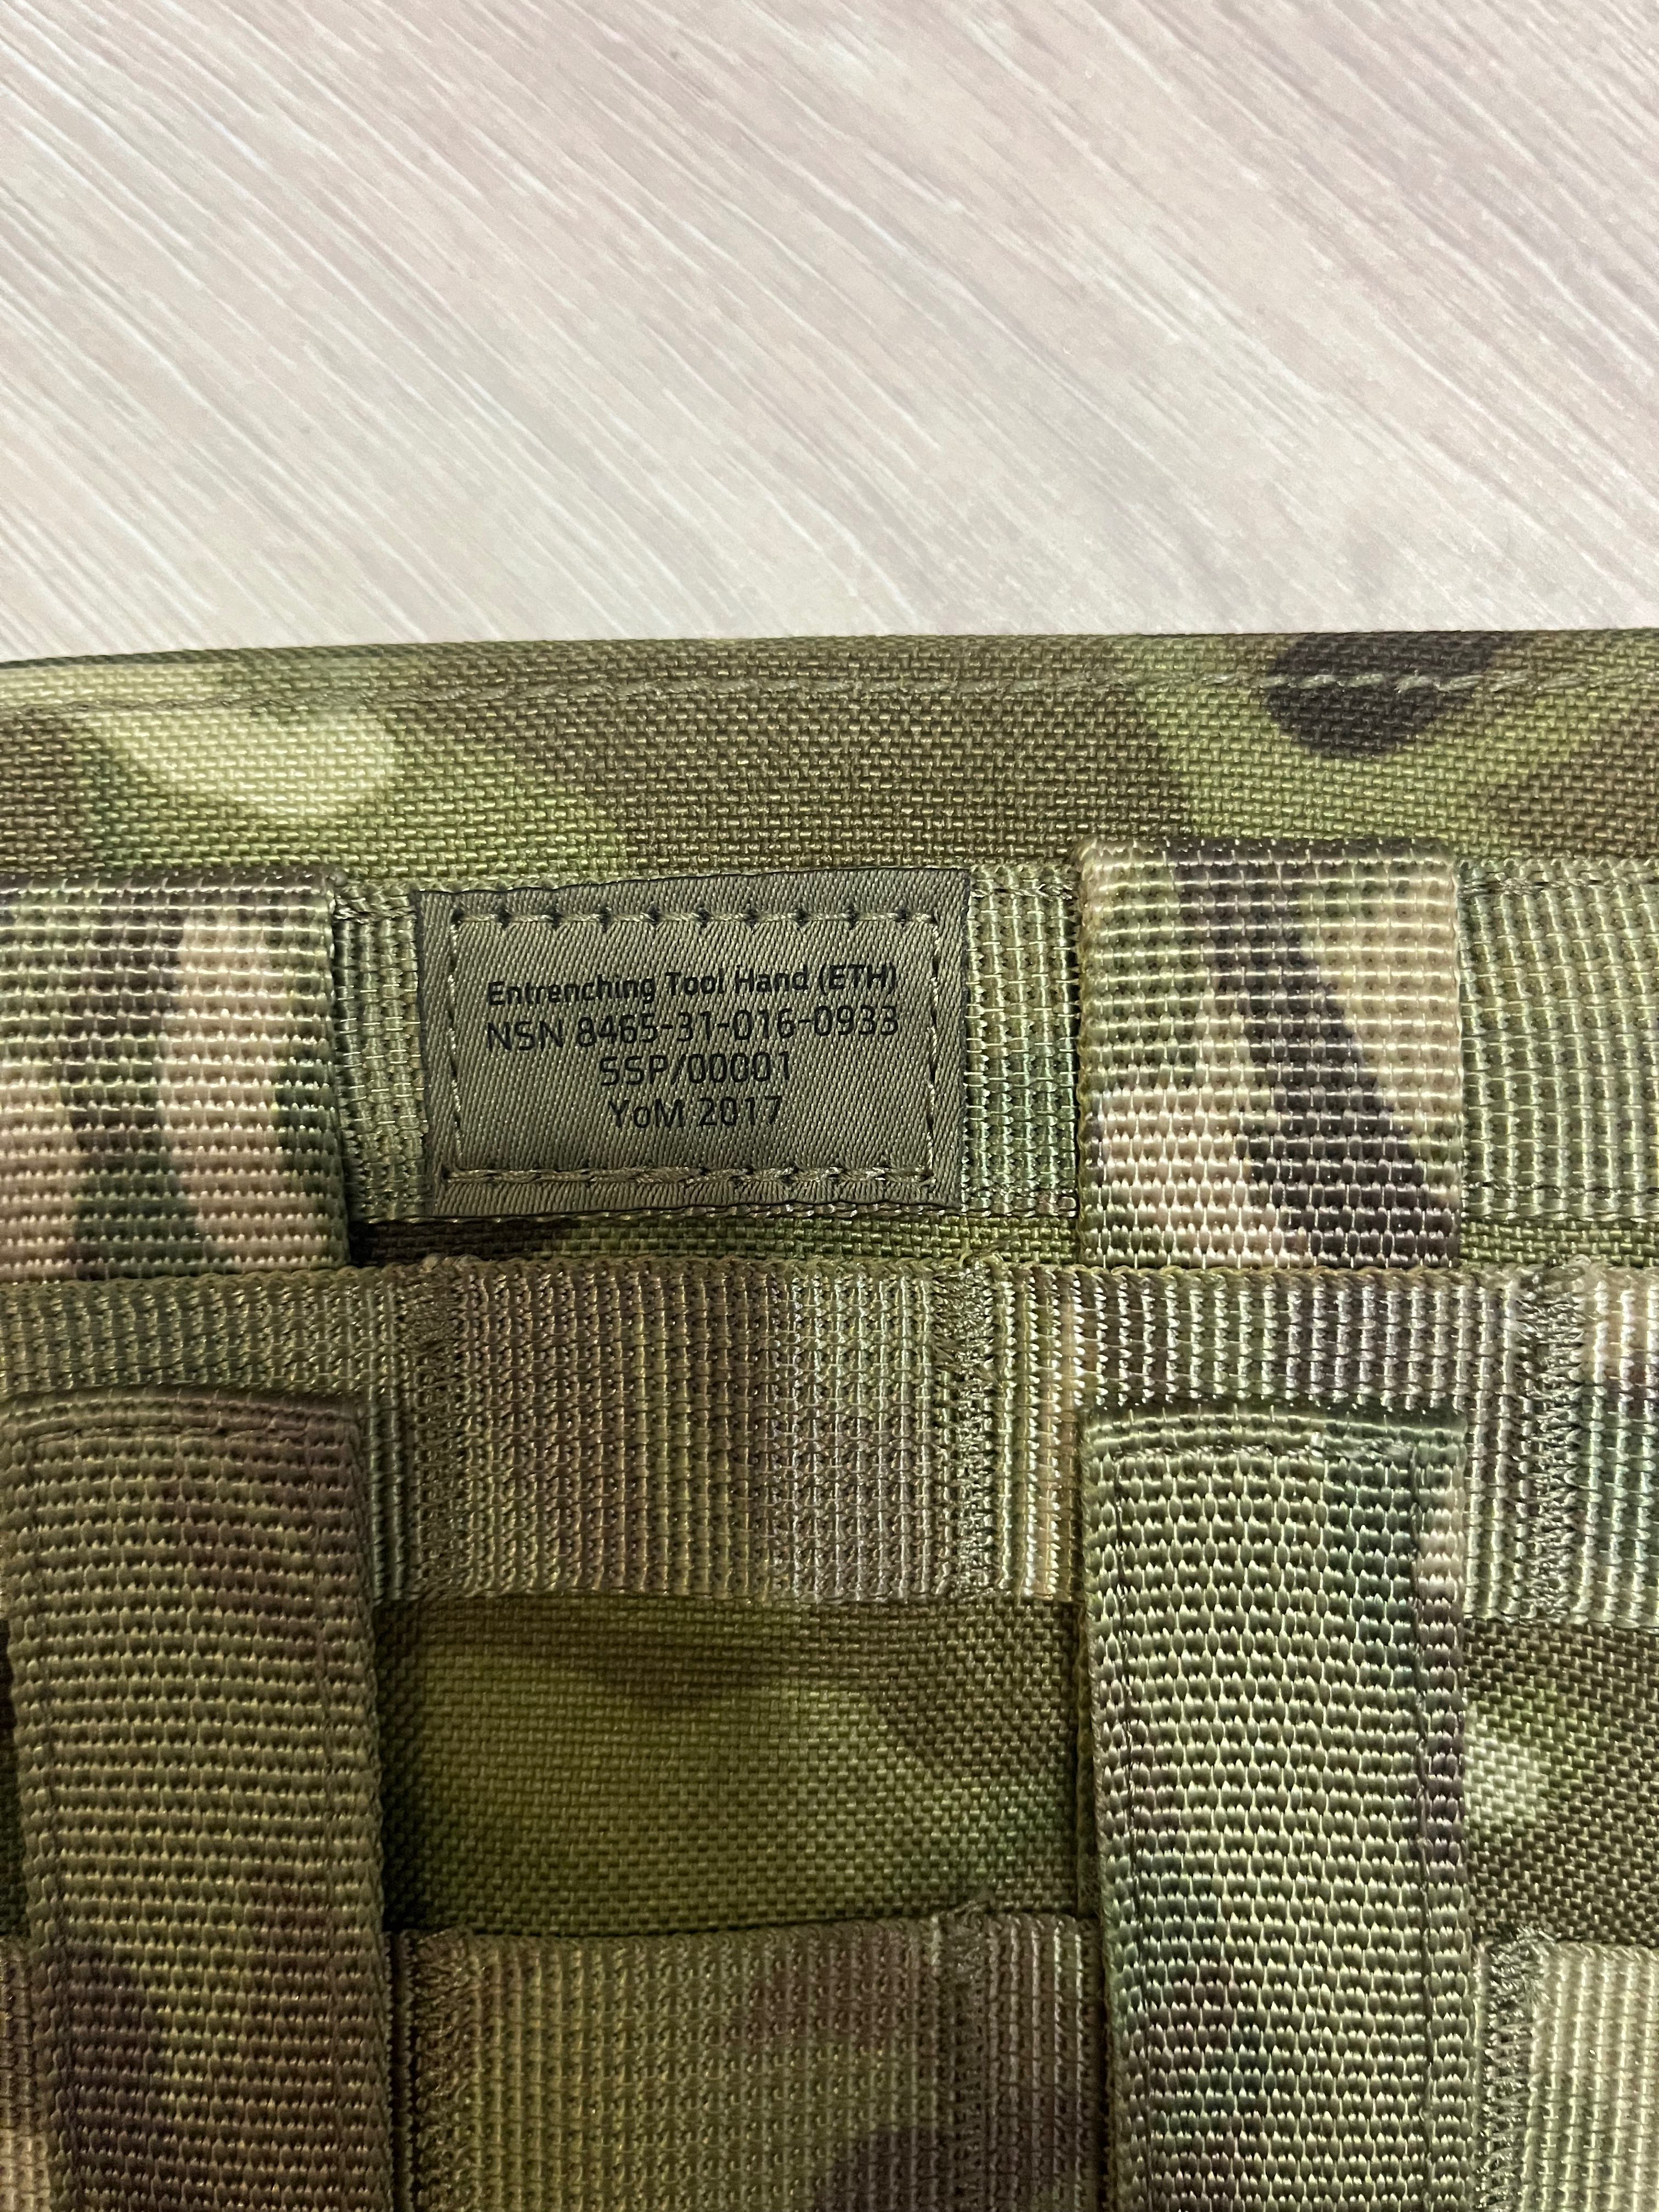 Entrenching Tool Hand (ETH)
NSN 8465-31-016-0933
SSP/00001
YoM 2017